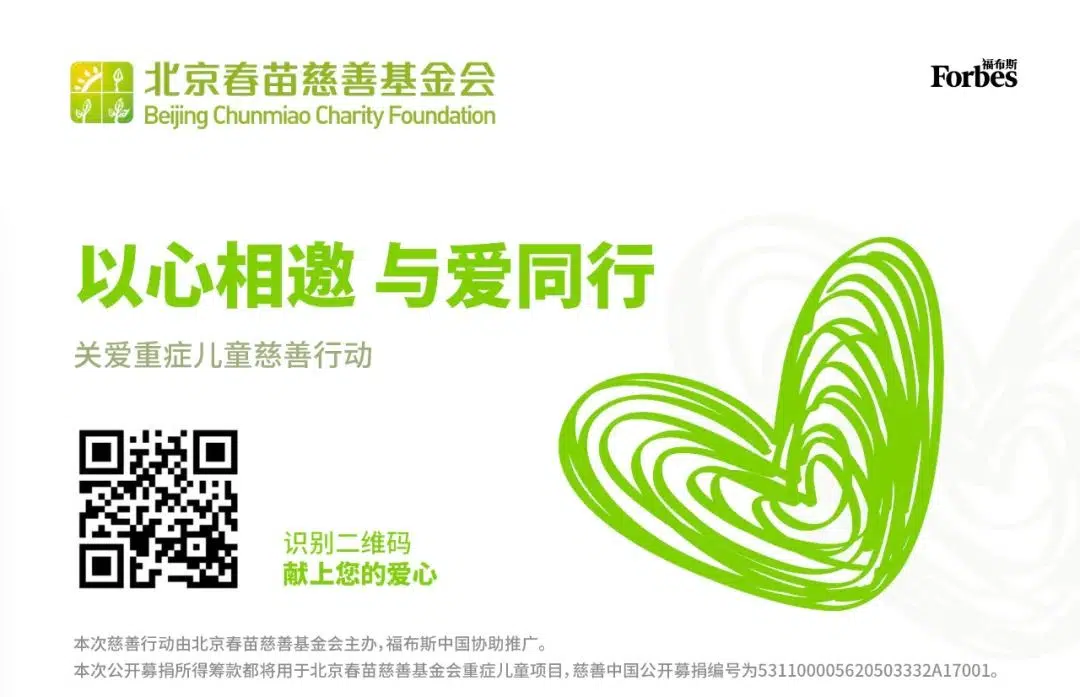 北京春苗慈善基金会
Beijing Chunmiao Charity Foundation
福布斯
Forbes
以心相邀 与爱同行
关爱重症儿童慈善行动
识别二维码
献上您的爱心
本次慈善行动由北京春苗慈善基金会主办，福布斯中国协助推广。
本次公开募捐所得筹款都将用于北京春苗慈善基金会重症儿童项目，慈善中国公开募捐编号为531100005620503332A17001。